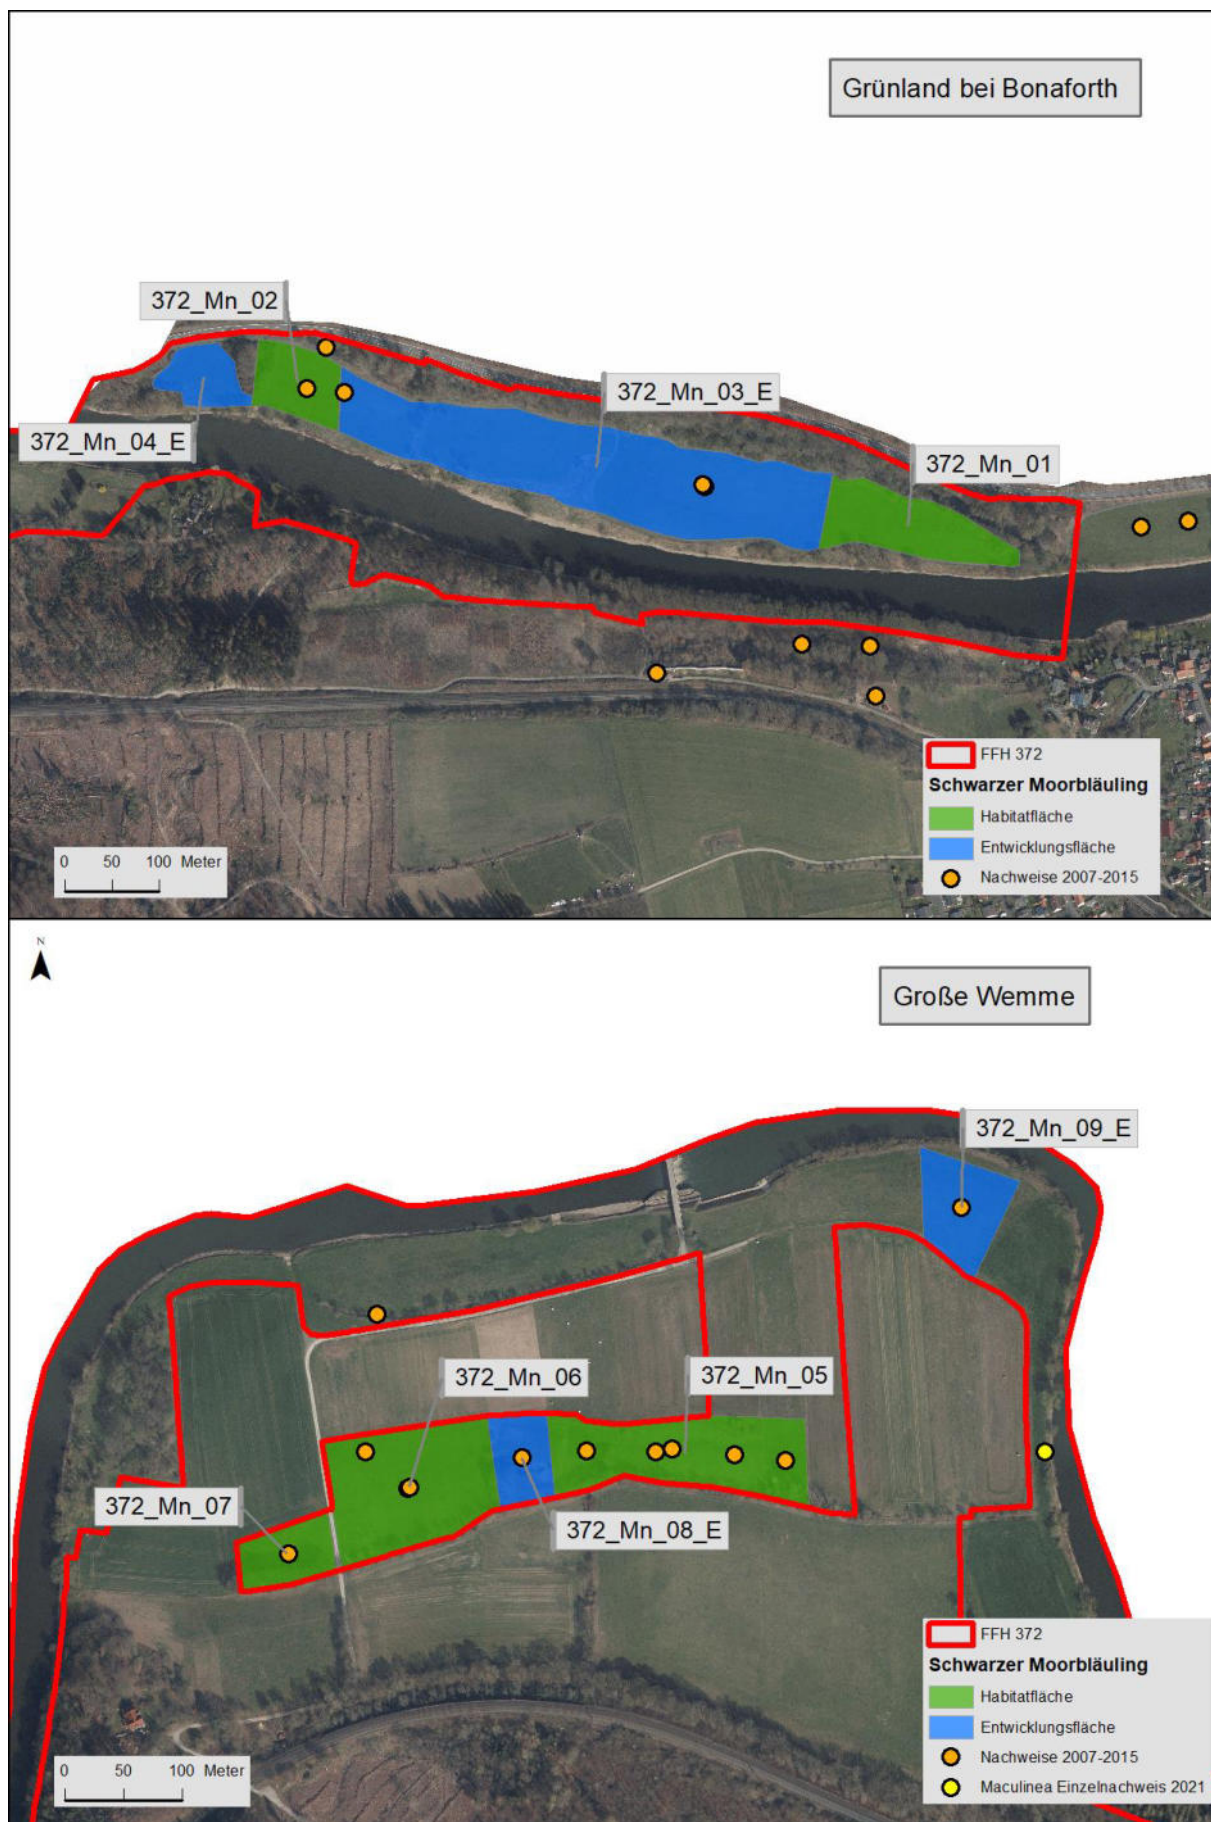 Grünland bei Bonaforth
372_Mn_02
372_Mn_03_E
372_Mn_04_E
372_Mn_01
FFH 372
Schwarzer Moorbläuling
Habitatfläche
Entwicklungsfläche
Nachweise 2007-2015
0 50 100 Meter
N
Große Wemme
372_Mn_09_E
372_Mn_06
372_Mn_05
372_Mn_07
372_Mn_08_E
FFH 372
Schwarzer Moorbläuling
Habitatfläche
Entwicklungsfläche
Nachweise 2007-2015
Maculinea Einzelnachweis 2021
0 50 100 Meter